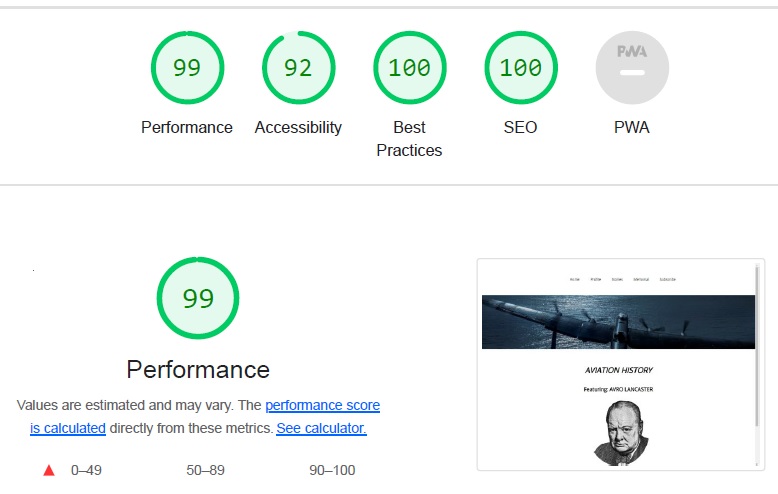 99 92 100 100 PWA
Performance Accessibility Best Practices SEO PWA
99
Performance
Values are estimated and may vary. The performance score
is calculated directly from these metrics. See calculator.
0–49 50–89 90–100
Home Profile Stories Memorial Subscribe
AVIATION HISTORY
Featuring: AVRO LANCASTER